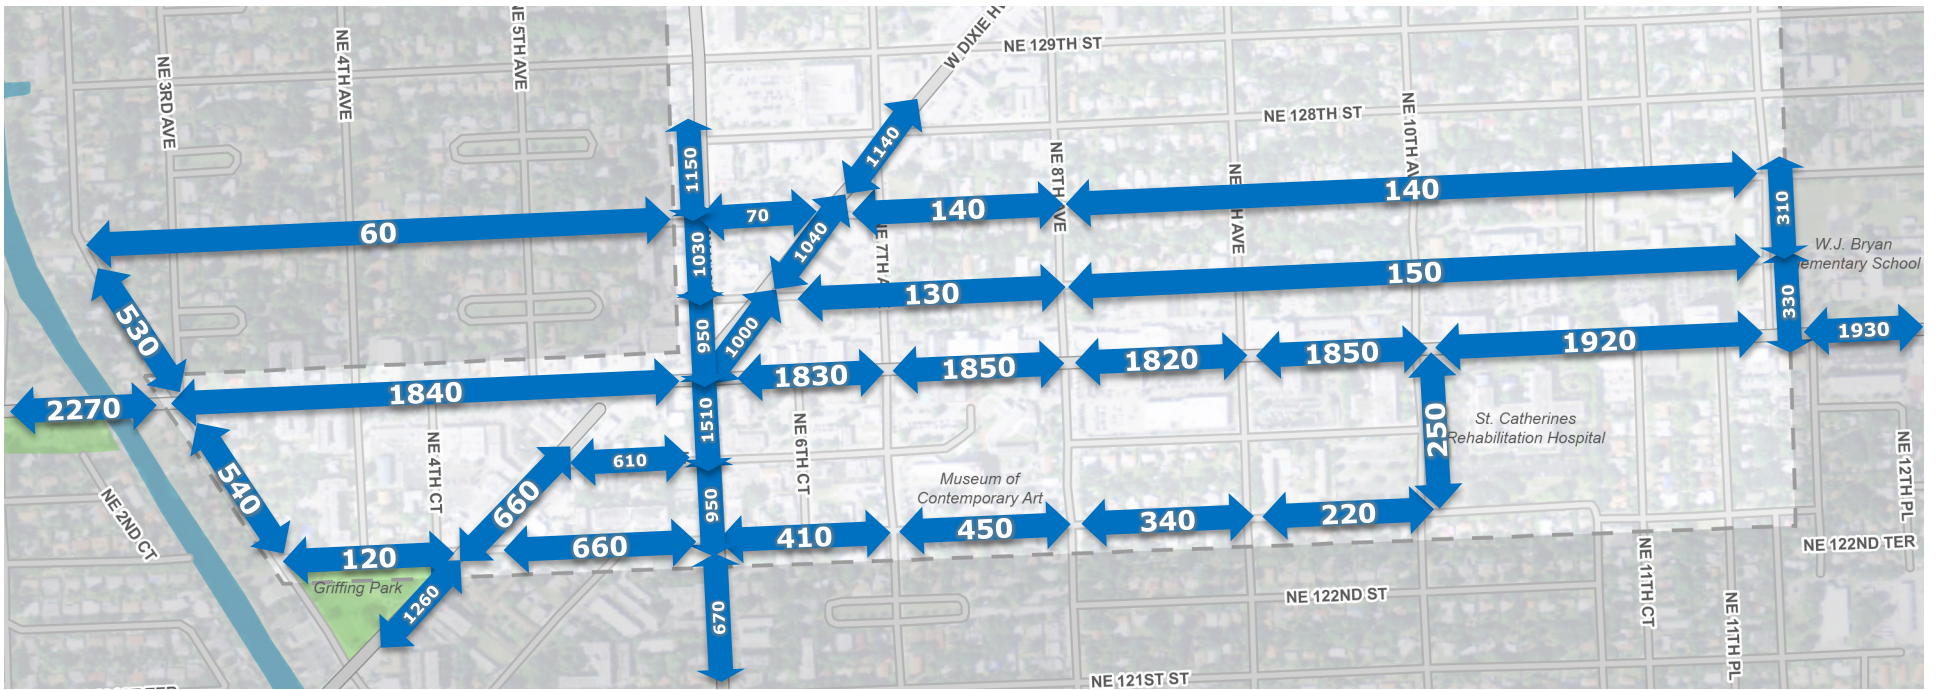 NE 5TH AVE
W DIXIE
NE 129TH ST
NE 4TH AVE
NE 3RD AVE
NE 128TH ST
NE 10TH AV
1140
1150
NE 8TH AVE
NE
AVE
140
140
70
310
60
1040
1030
W.J. Bryan
ementary School
NE 7TH A
150
130
330
530
950
1000
1930
1920
1820
1850
1850
1830
1840
2270
1510
250
St. Catherines
Rehabilitation Hospital
NE 6TH CT
NE 4TH CT
610
NE 12TH PL
Museum of
Contemporary Art
540
660
950
NE 2ND CT
220
340
450
410
660
120
NE 122ND TER
Griffing Park
NE 11TH CT
1260
NE 122ND ST
670
NE 11TH PL
NE 121ST ST